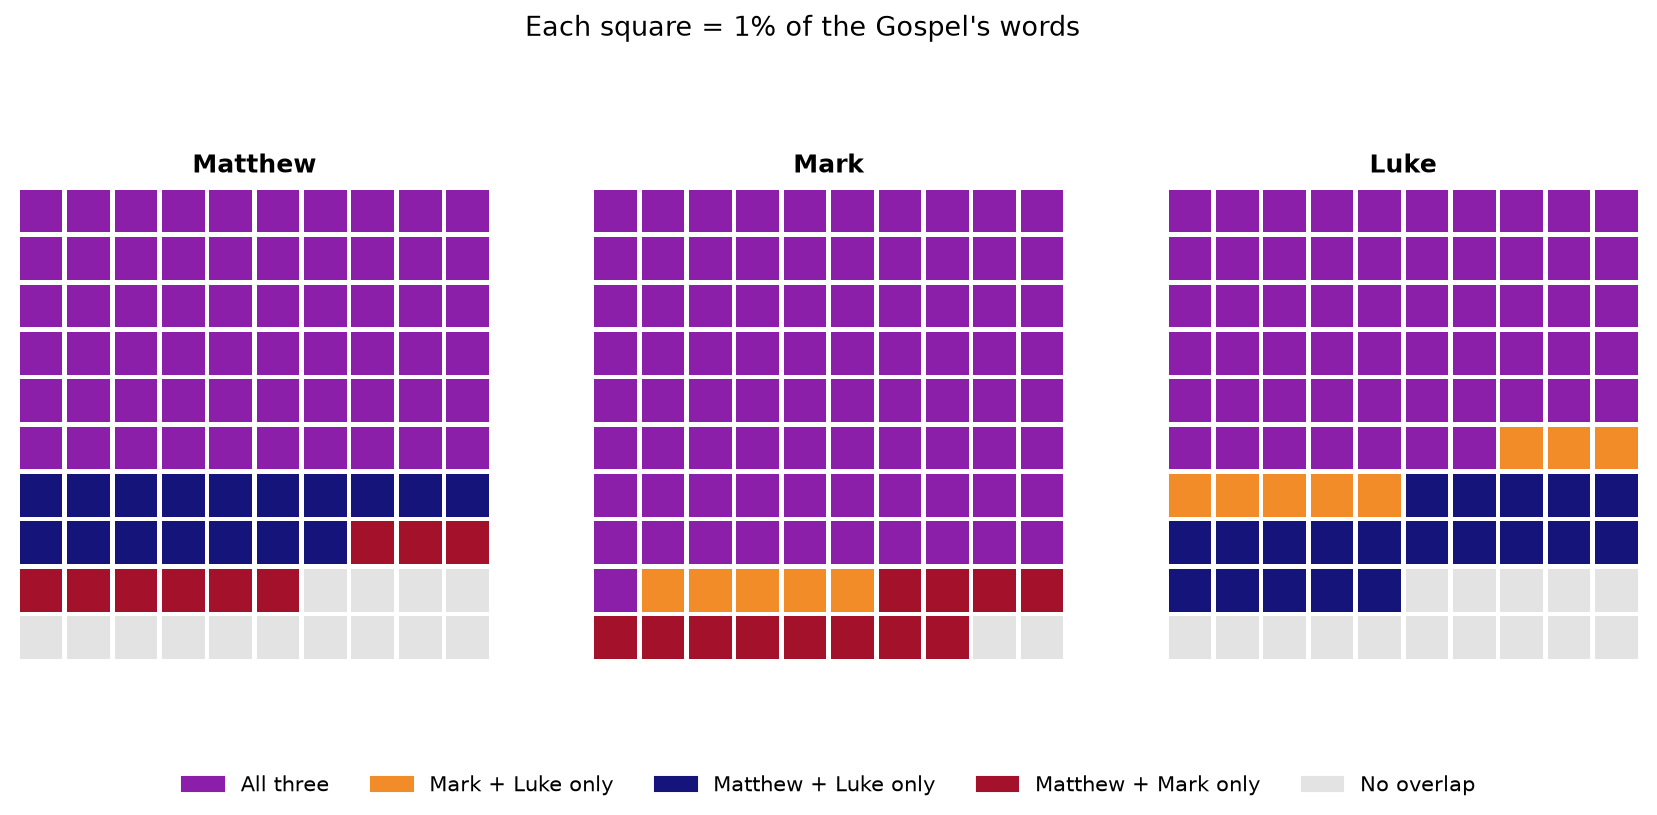 Each square = 1% of the Gospel's words
Matthew
Mark
Luke
All three
Mark + Luke only
Matthew + Luke only
Matthew + Mark only
No overlap